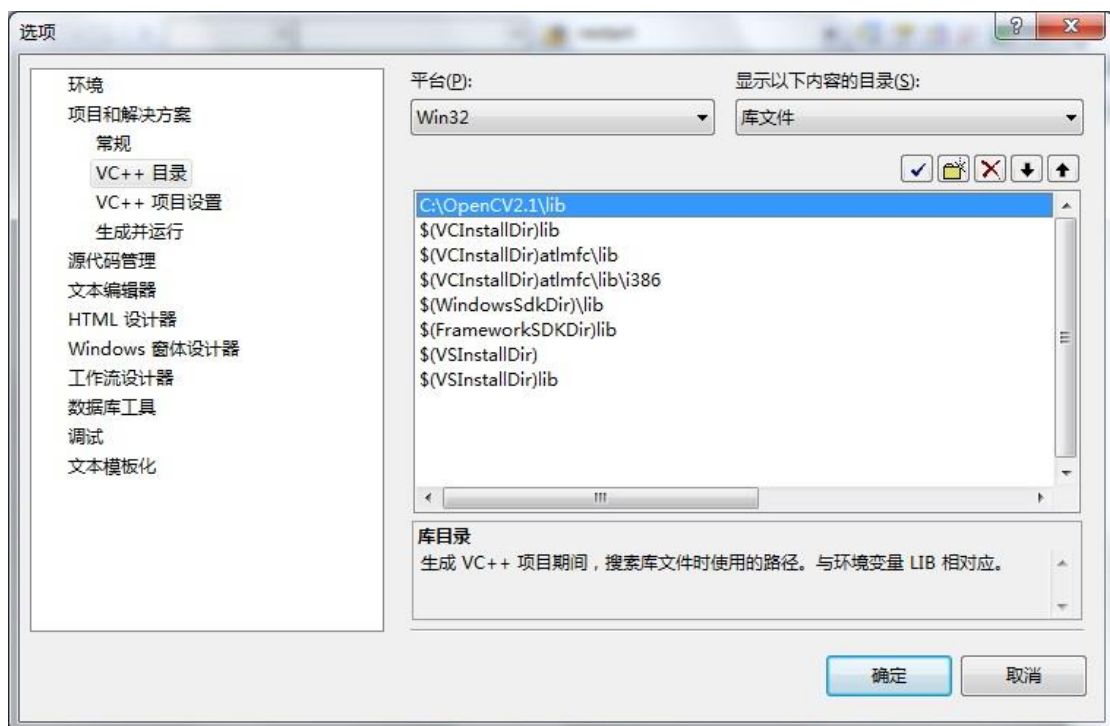 选项
环境
项目和解决方案
常规
VC++ 目录
VC++ 项目设置
生成并运行
源代码管理
文本编辑器
HTML 设计器
Windows 窗体设计器
工作流设计器
数据库工具
调试
文本模板化
平台(P):
Win32
显示以下内容的目录(S):
库文件
C:\OpenCV2.1\lib
$(VCInstallDir)lib
$(VCInstallDir)atlmfc\lib
$(VCInstallDir)atlmfc\lib\i386
$(WindowsSdkDir)\lib
$(FrameworkSDKDir)lib
$(VSInstallDir)
$(VSInstallDir)lib
库目录
生成 VC++ 项目期间，搜索库文件时使用的路径。与环境变量 LIB 相对应。
确定
取消